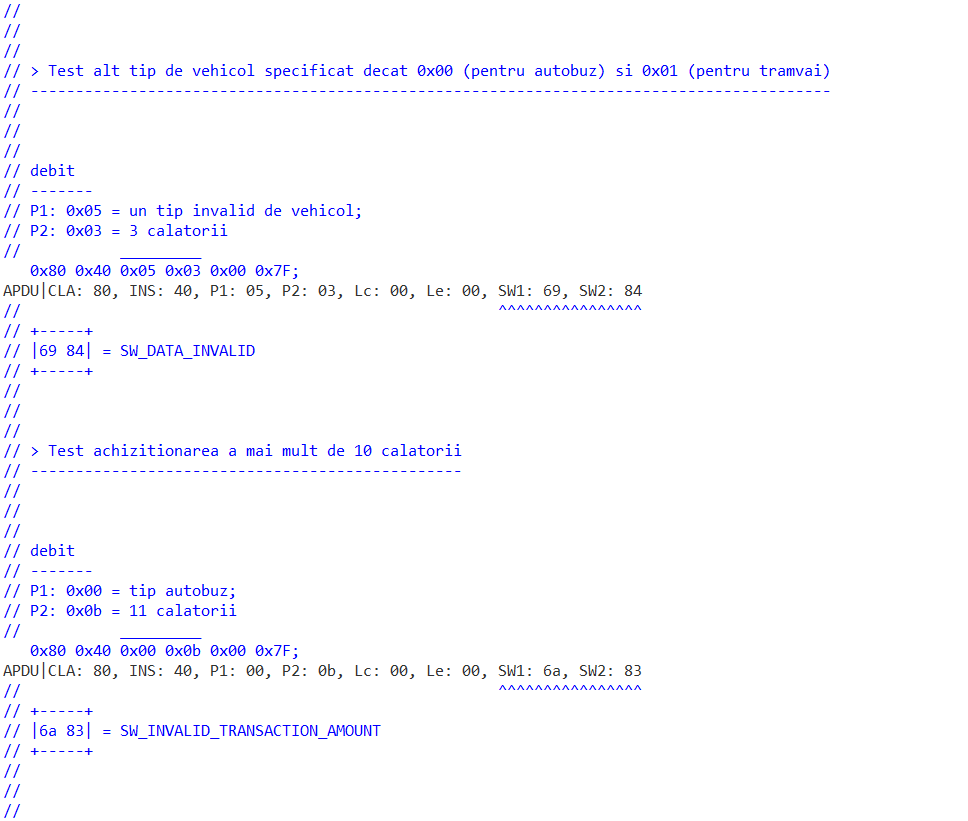 //
//
//
// > Test alt tip de vehicol specificat decat 0x00 (pentru autobuz) si 0x01 (pentru tramvai)
// -----------------------------------------------------------------------------------------
//
//
//
// debit
// -------
// P1: 0x05 = un tip invalid de vehicol;
// P2: 0x03 = 3 calatorii
//           _________
   0x80 0x40 0x05 0x03 0x00 0x7F;
APDU|CLA: 80, INS: 40, P1: 05, P2: 03, Lc: 00, Le: 00, SW1: 69, SW2: 84
//                                                     ^^^^^^^^^^^^^^^^
// +-----+
// |69 84| = SW_DATA_INVALID
// +-----+
//
//
//
// > Test achizitionarea a mai mult de 10 calatorii
// ------------------------------------------------
//
//
//
// debit
// -------
// P1: 0x00 = tip autobuz;
// P2: 0x0b = 11 calatorii
//           _________
   0x80 0x40 0x00 0x0b 0x00 0x7F;
APDU|CLA: 80, INS: 40, P1: 00, P2: 0b, Lc: 00, Le: 00, SW1: 6a, SW2: 83
//                                                     ^^^^^^^^^^^^^^^^
// +-----+
// |6a 83| = SW_INVALID_TRANSACTION_AMOUNT
// +-----+
//
//
//